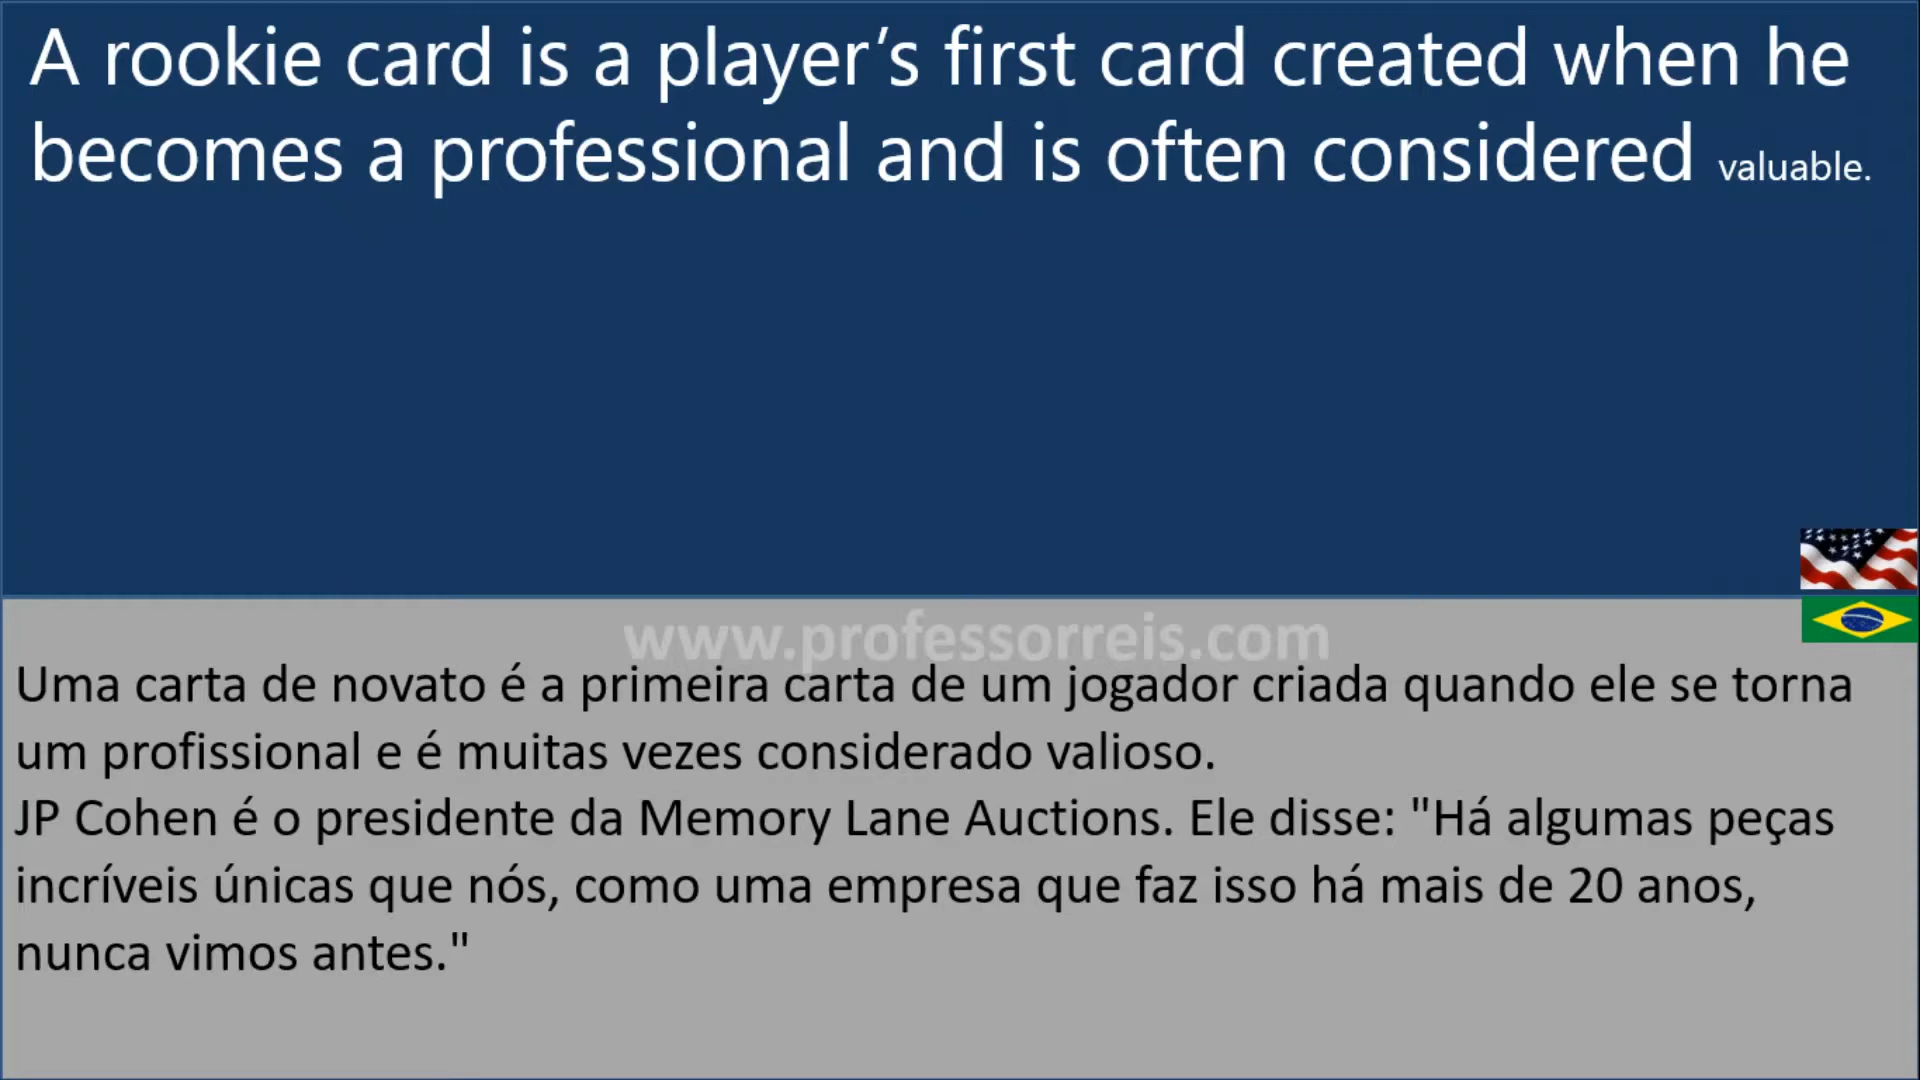 A rookie card is a player’s first card created when he
becomes a professional and is often considered valuable.
www.professorreis.com
Uma carta de novato é a primeira carta de um jogador criada quando ele se torna
um profissional e é muitas vezes considerado valioso.
JP Cohen é o presidente da Memory Lane Auctions. Ele disse: "Há algumas peças
incríveis únicas que nós, como uma empresa que faz isso há mais de 20 anos,
nunca vimos antes."